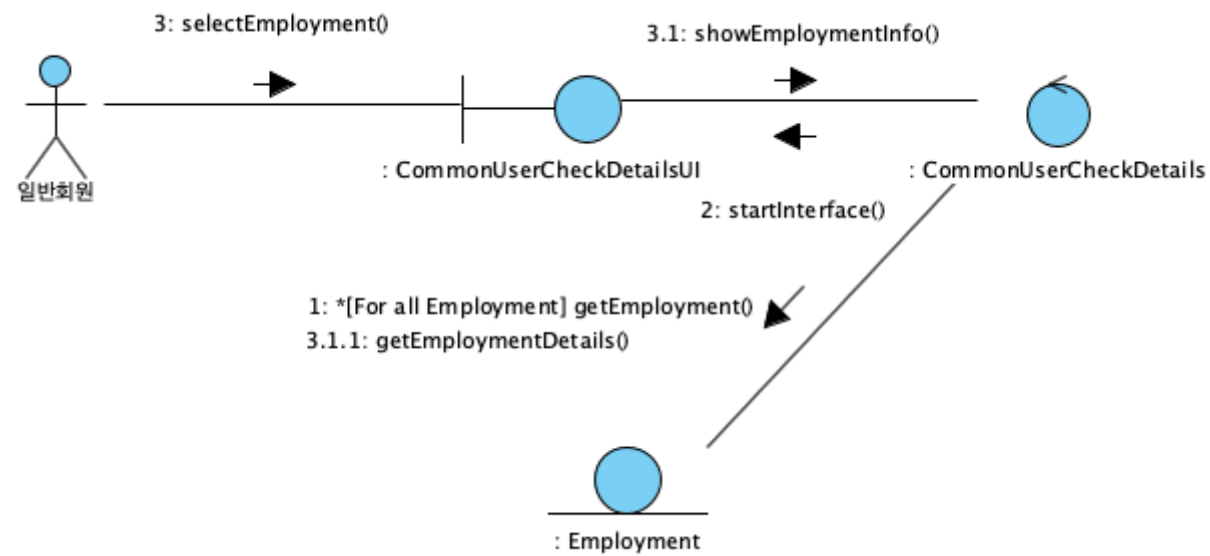 3: selectEmployment()
3.1: showEmploymentInfo()
일반회원
: CommonUserCheckDetailsUI
: CommonUserCheckDetails
2: startInterface()
1: *[For all Employment] getEmployment()
3.1.1: getEmploymentDetails()
: Employment